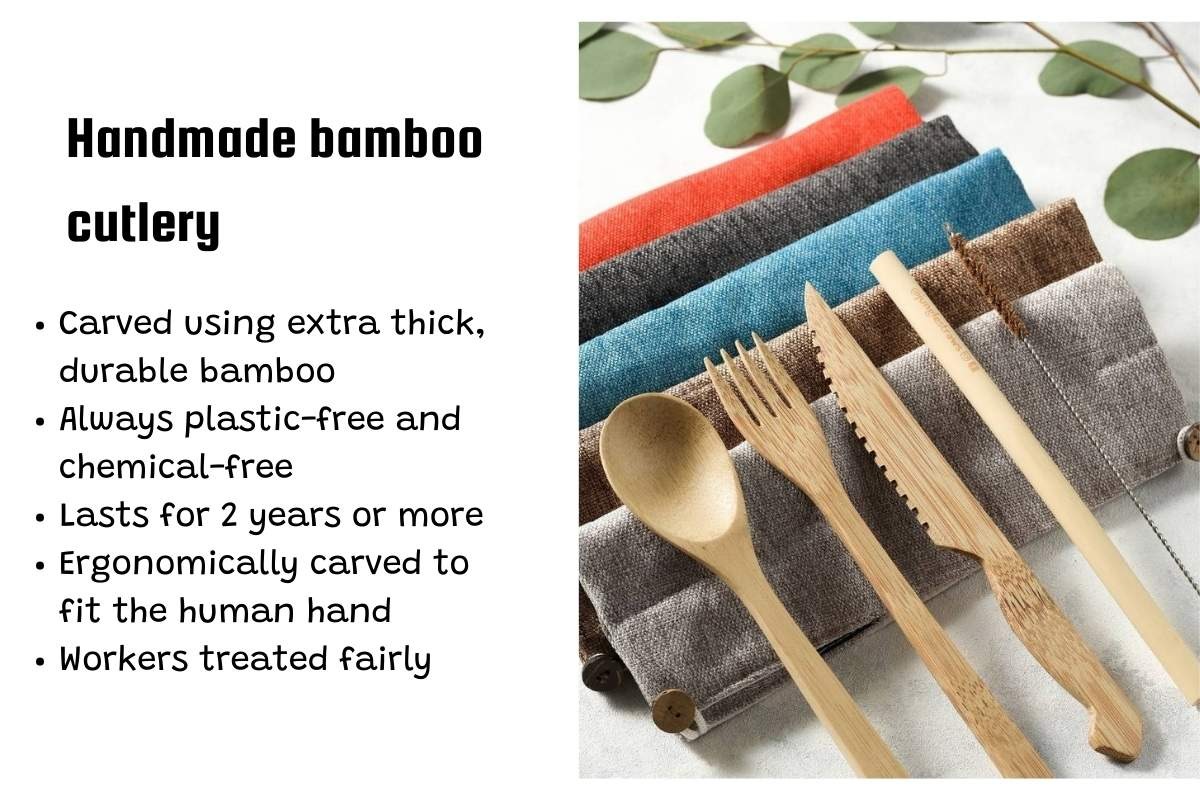 Handmade bamboo
cutlery
• Carved using extra thick,
durable bamboo
• Always plastic-free and
chemical-free
• Lasts for 2 years or more
• Ergonomically carved to
fit the human hand
• Workers treated fairly